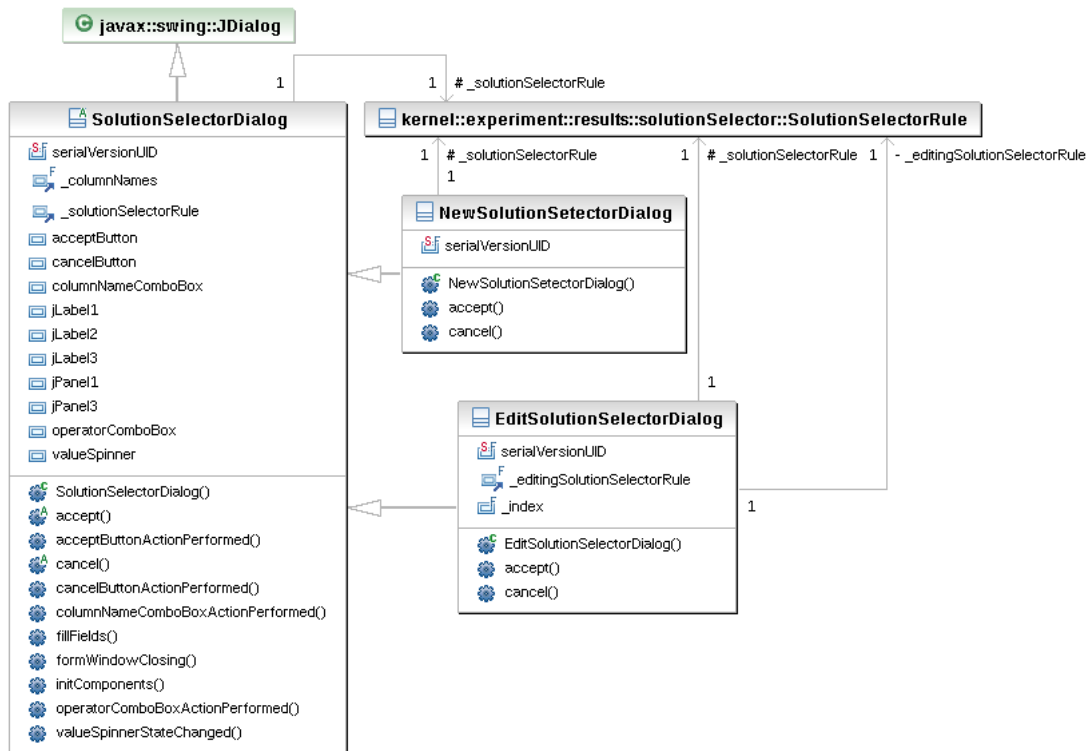 javax::swing::JDialog
1
1 # _solutionSelectorRule
SolutionSelectorDialog
serialVersionUID
_columnNames
_solutionSelectorRule
acceptButton
cancelButton
columnNameComboBox
jLabel1
jLabel2
jLabel3
jPanel1
jPanel3
operatorComboBox
valueSpinner
SolutionSelectorDialog()
accept()
acceptButtonActionPerformed()
cancel()
cancelButtonActionPerformed()
columnNameComboBoxActionPerformed()
fillFields()
formWindowClosing()
initComponents()
operatorComboBoxActionPerformed()
valueSpinnerStateChanged()
kernel::experiment::results::solutionSelector::SolutionSelectorRule
1 # _solutionSelectorRule
1
1 # _solutionSelectorRule
1 - _editingSolutionSelectorRule
NewSolutionSetectorDialog
serialVersionUID
NewSolutionSetectorDialog()
accept()
cancel()
1
EditSolutionSelectorDialog
serialVersionUID
_editingSolutionSelectorRule
_index
EditSolutionSelectorDialog()
accept()
cancel()
1